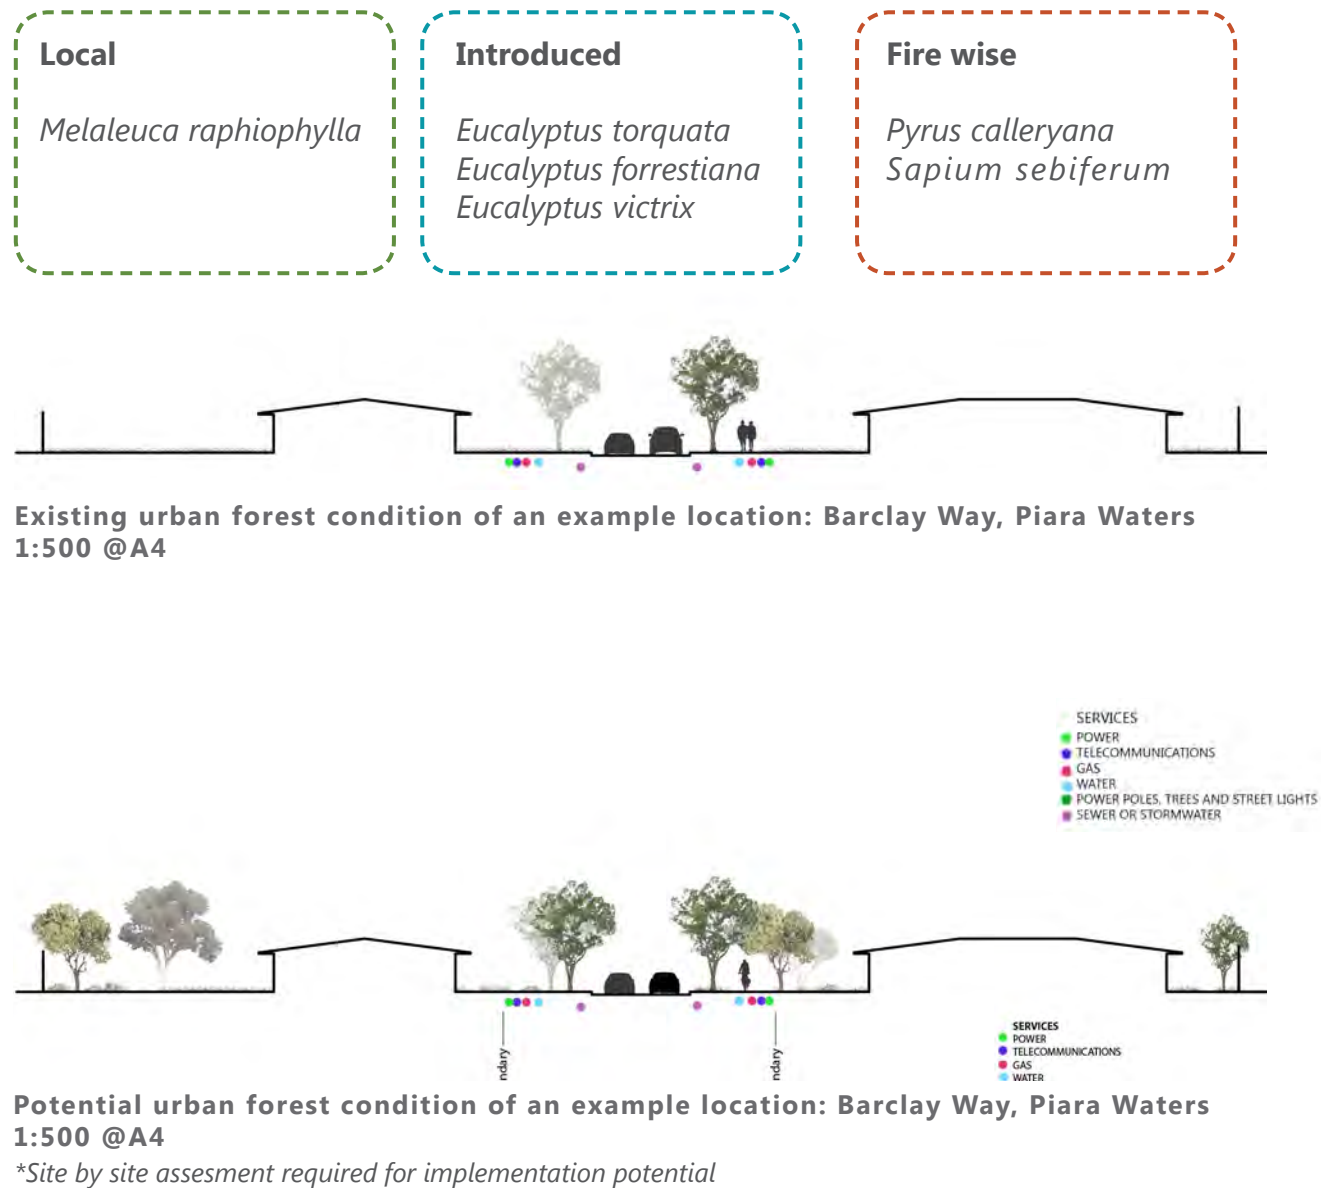 Local
Melaleuca raphiophylla
Introduced
Eucalyptus torquata
Eucalyptus forrestiana
Eucalyptus victrix
Fire wise
Pyrus calleryana
Sapium sebiferum
Existing urban forest condition of an example location: Barclay Way, Piara Waters
1:500 @A4
SERVICES
POWER
TELECOMMUNICATIONS
GAS
WATER
POWER POLES, TREES AND STREET LIGHTS
SEWER OR STORMWATER
ndary
ndary
SERVICES
POWER
TELECOMMUNICATIONS
GAS
WATER
Potential urban forest condition of an example location: Barclay Way, Piara Waters
1:500 @A4
*Site by site assesment required for implementation potential